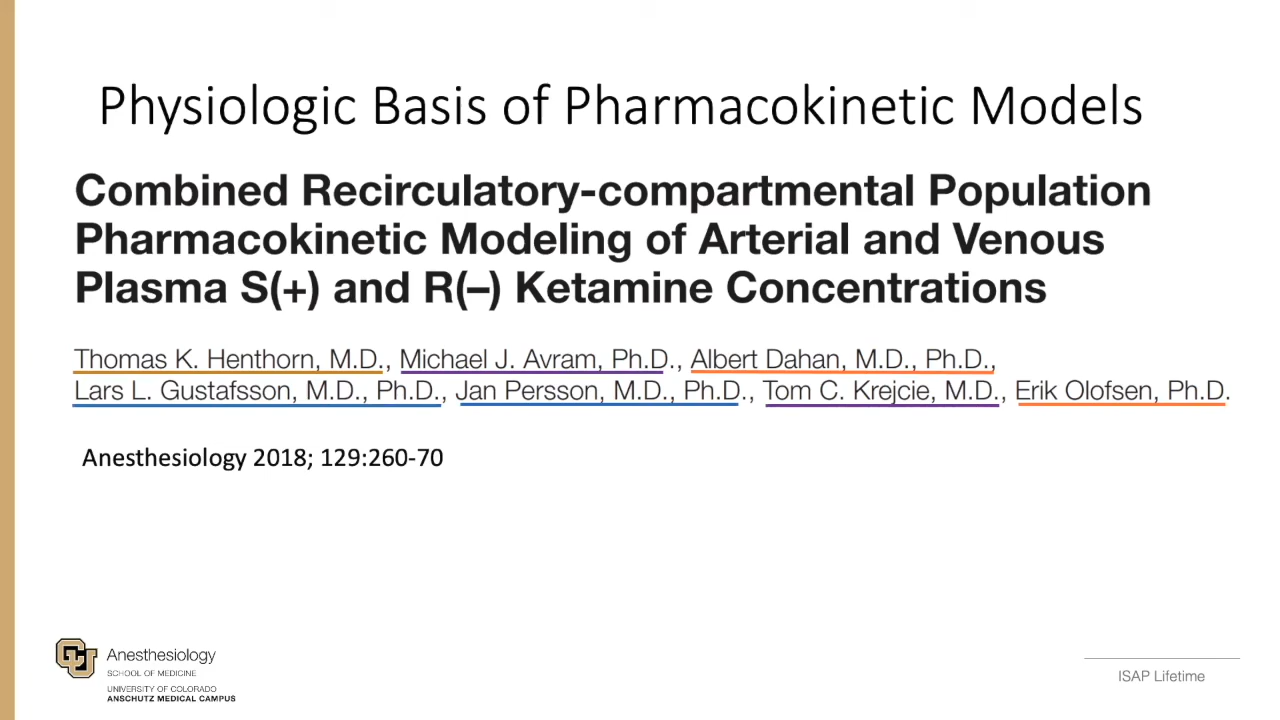 Physiologic Basis of Pharmacokinetic Models
Combined Recirculatory-compartmental Population
Pharmacokinetic Modeling of Arterial and Venous
Plasma S(+) and R(–) Ketamine Concentrations
Thomas K. Henthorn, M.D., Michael J. Avram, Ph.D., Albert Dahan, M.D., Ph.D.,
Lars L. Gustafsson, M.D., Ph.D., Jan Persson, M.D., Ph.D., Tom C. Krejcie, M.D., Erik Olofsen, Ph.D.
Anesthesiology 2018; 129:260-70
CU
Anesthesiology
SCHOOL OF MEDICINE
UNIVERSITY OF COLORADO
ANSCHUTZ MEDICAL CAMPUS
ISAP Lifetime